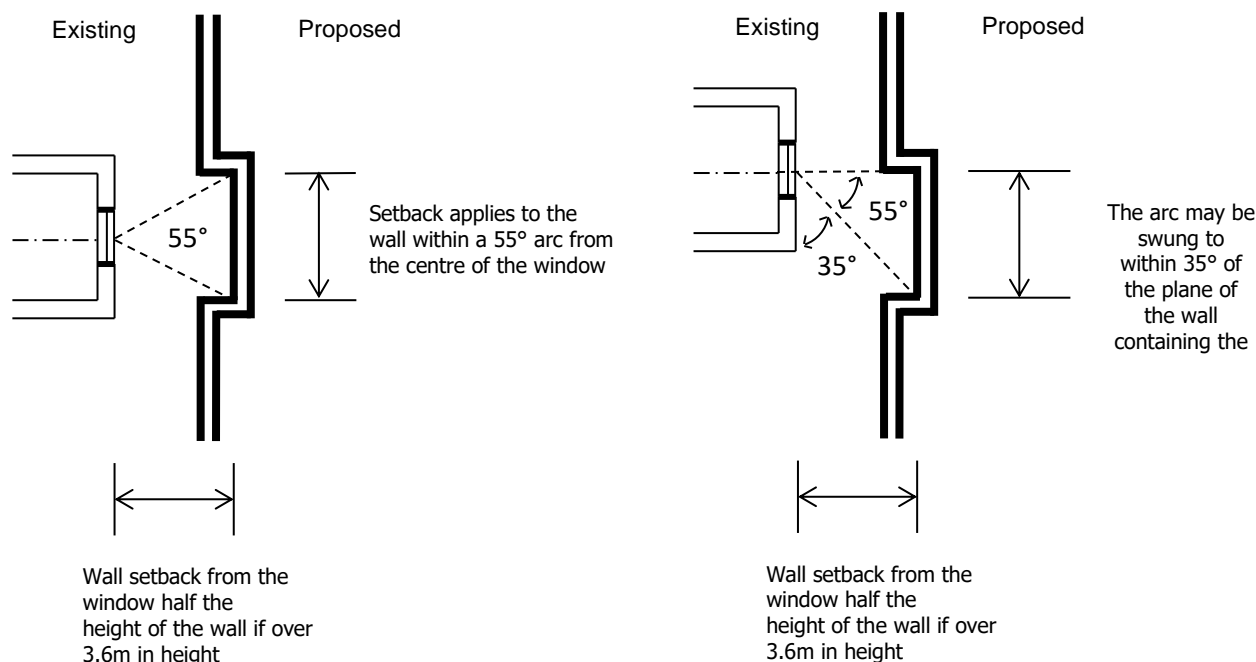 Existing
Proposed
55°
Setback applies to the
wall within a 55° arc from
the centre of the window
Wall setback from the
window half the
height of the wall if over
3.6m in height
Existing
Proposed
55°
35°
The arc may be
swung to
within 35° of
the plane of
the wall
containing the
Wall setback from the
window half the
height of the wall if over
3.6m in height